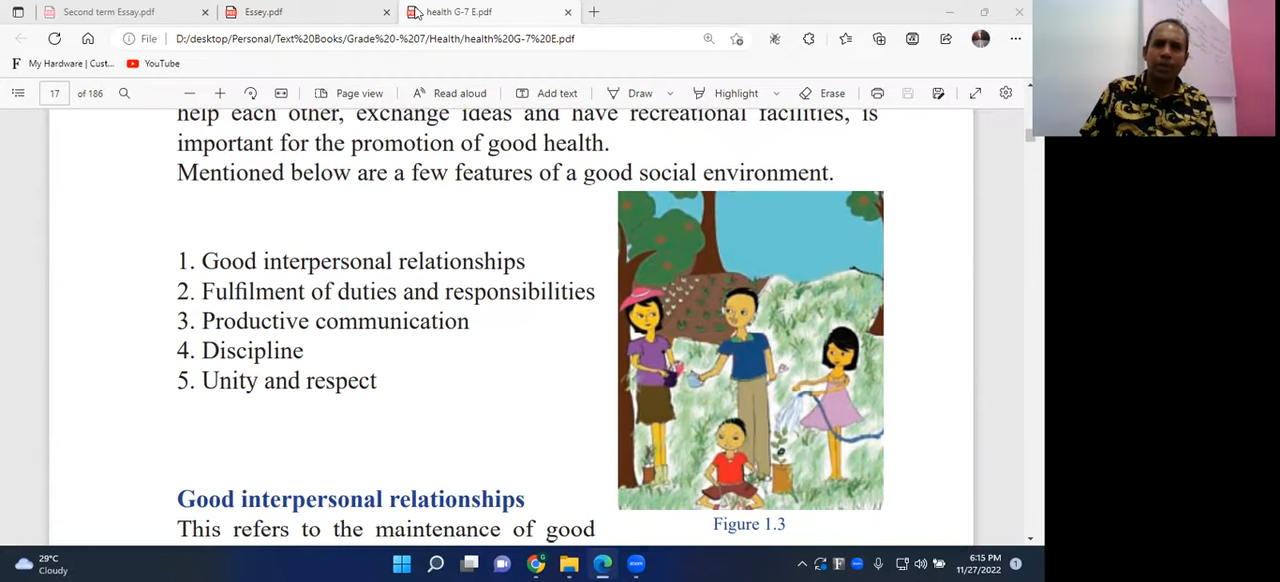 Second term Essay.pdf
Essey.pdf
health G-7 E.pdf
File
D:/desktop/Personal/Text%20Books/Grade%20-%207/Health/health%20G-7%20E.pdf
My Hardware | Cust...
YouTube
17 of 186
Page view
Read aloud
Add text
Draw
Highlight
Erase
help each other, exchange ideas and have recreational facilities, is
important for the promotion of good health.
Mentioned below are a few features of a good social environment.
1. Good interpersonal relationships
2. Fulfilment of duties and responsibilities
3. Productive communication
4. Discipline
5. Unity and respect
Good interpersonal relationships
This refers to the maintenance of good
Figure 1.3
29°C
Cloudy
6:15 PM
11/27/2022